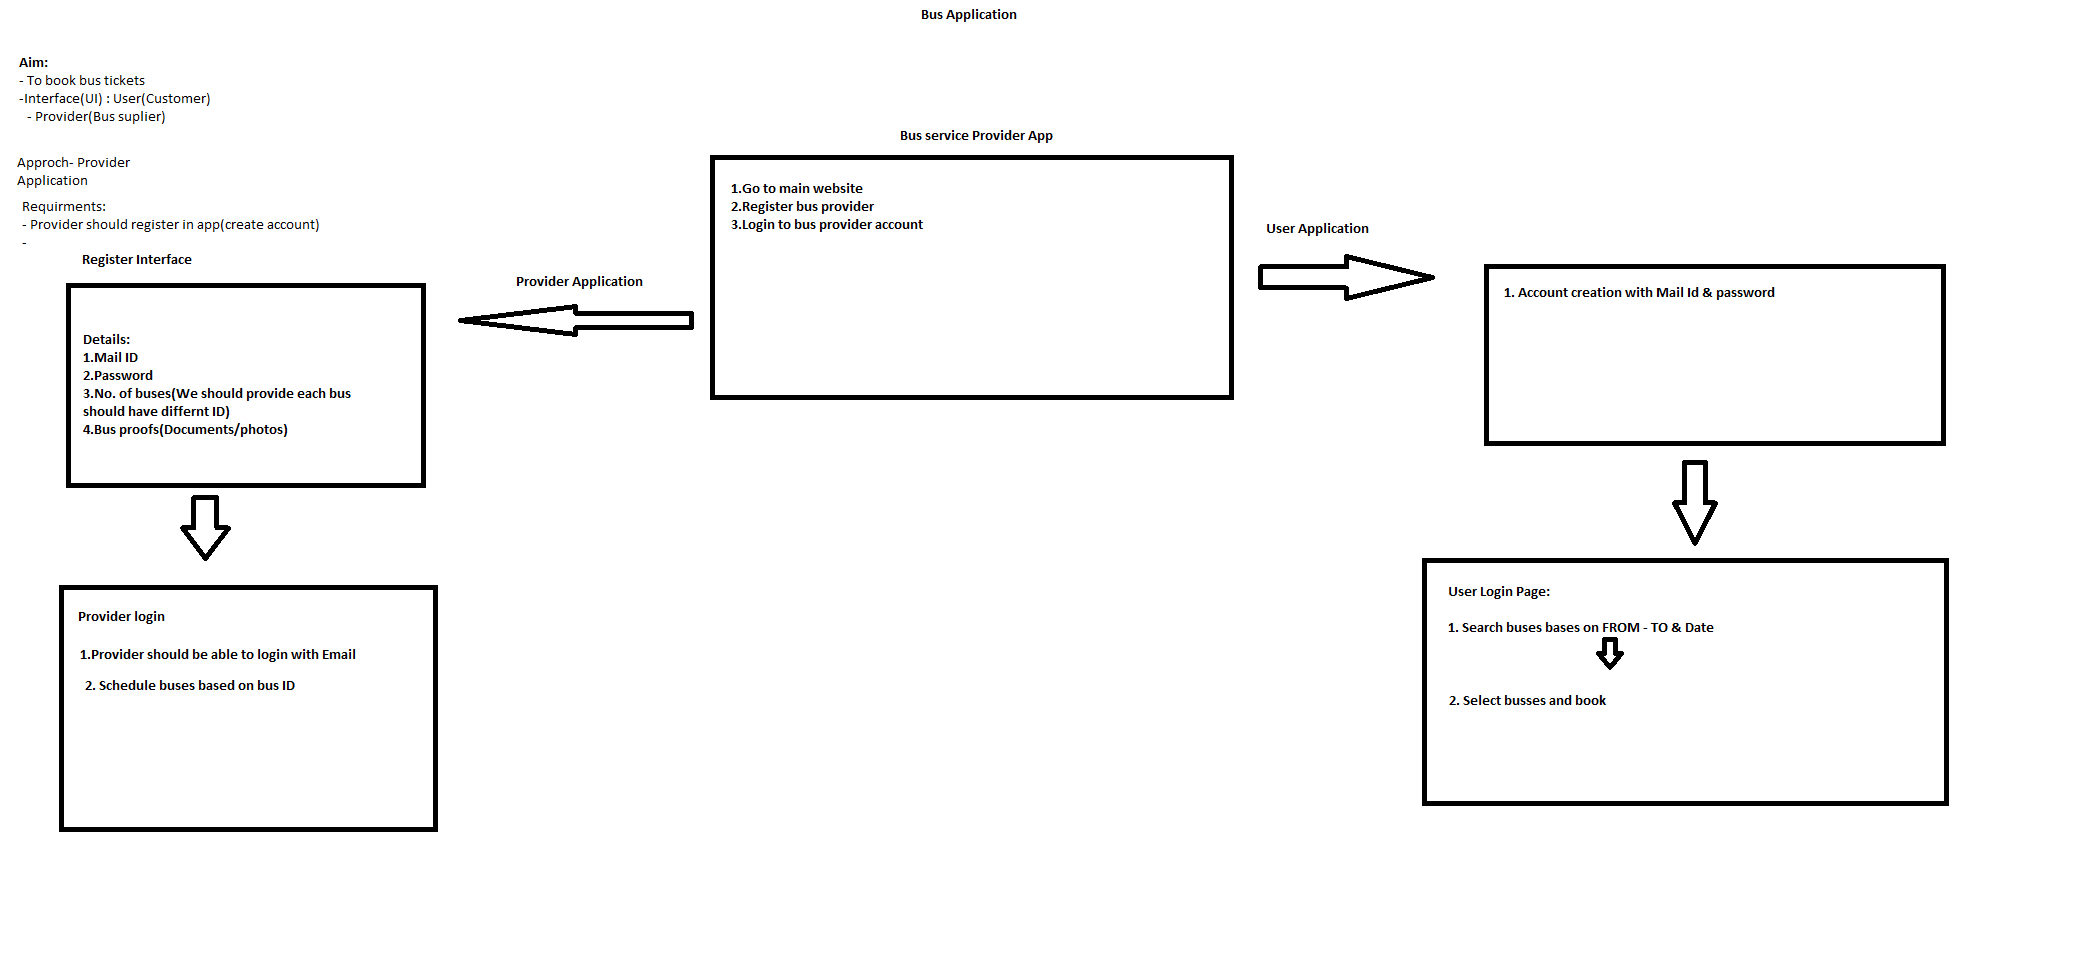 Bus Application
Aim:
- To book bus tickets
-Interface(UI) : User(Customer)
- Provider(Bus suplier)
Approch- Provider
Application
Requirments:
- Provider should register in app(create account)
-
Register Interface
Details:
1.Mail ID
2.Password
3.No. of buses(We should provide each bus
should have differnt ID)
4.Bus proofs(Documents/photos)
Provider login
1.Provider should be able to login with Email
2. Schedule buses based on bus ID
Provider Application
Bus service Provider App
1.Go to main website
2.Register bus provider
3.Login to bus provider account
User Application
1. Account creation with Mail Id & password
User Login Page:
1. Search buses bases on FROM - TO & Date
2. Select busses and book